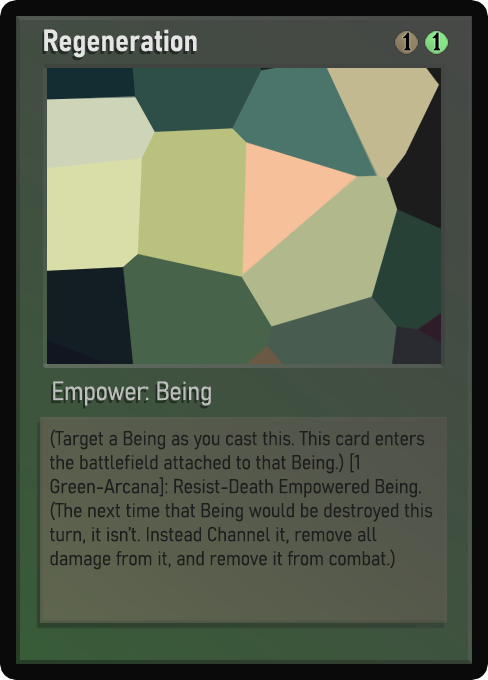 Regeneration 1 1
Empower: Being
(Target a Being as you cast this. This card enters
the battlefield attached to that Being.) [1
Green-Arcana]: Resist-Death Empowered Being.
(The next time that Being would be destroyed this
turn, it isn't. Instead Channel it, remove all
damage from it, and remove it from combat.)